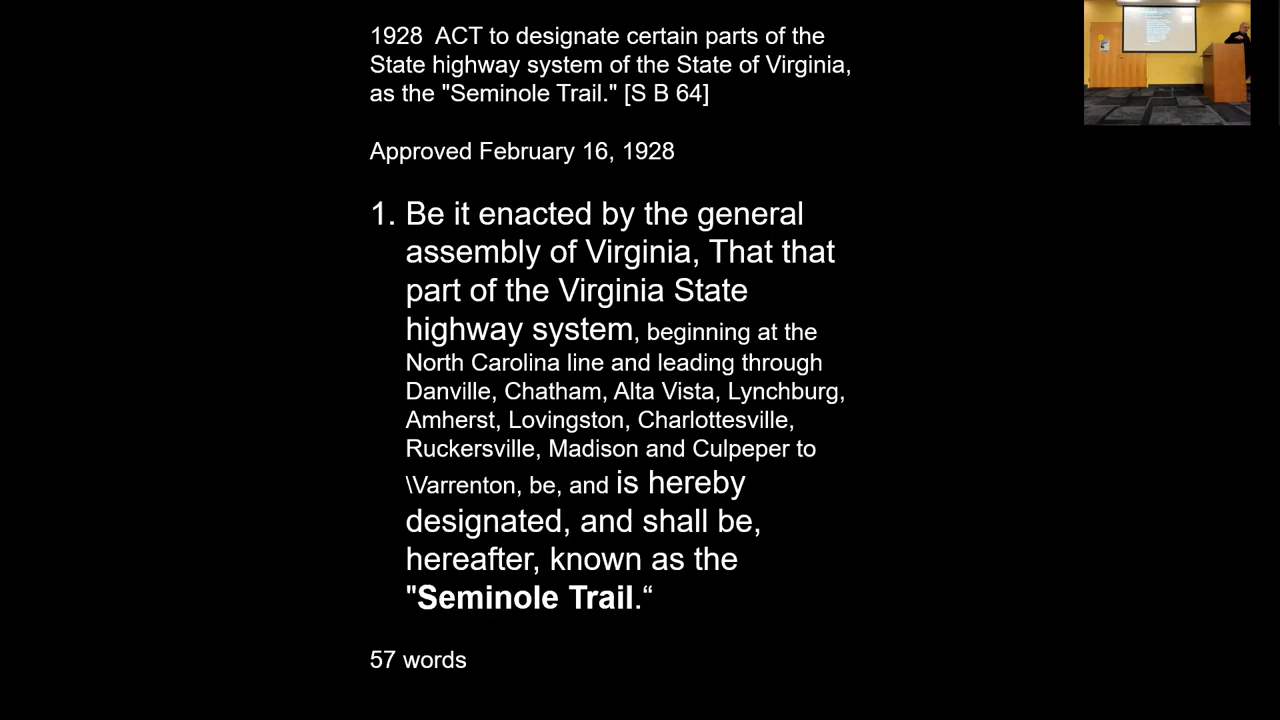 1928  ACT to designate certain parts of the
State highway system of the State of Virginia,
as the "Seminole Trail." [S B 64]
Approved February 16, 1928
1. Be it enacted by the general
assembly of Virginia, That that
part of the Virginia State
highway system, beginning at the
North Carolina line and leading through
Danville, Chatham, Alta Vista, Lynchburg,
Amherst, Lovingston, Charlottesville,
Ruckersville, Madison and Culpeper to
\Varrenton, be, and is hereby
designated, and shall be,
hereafter, known as the
"Seminole Trail.“
57 words